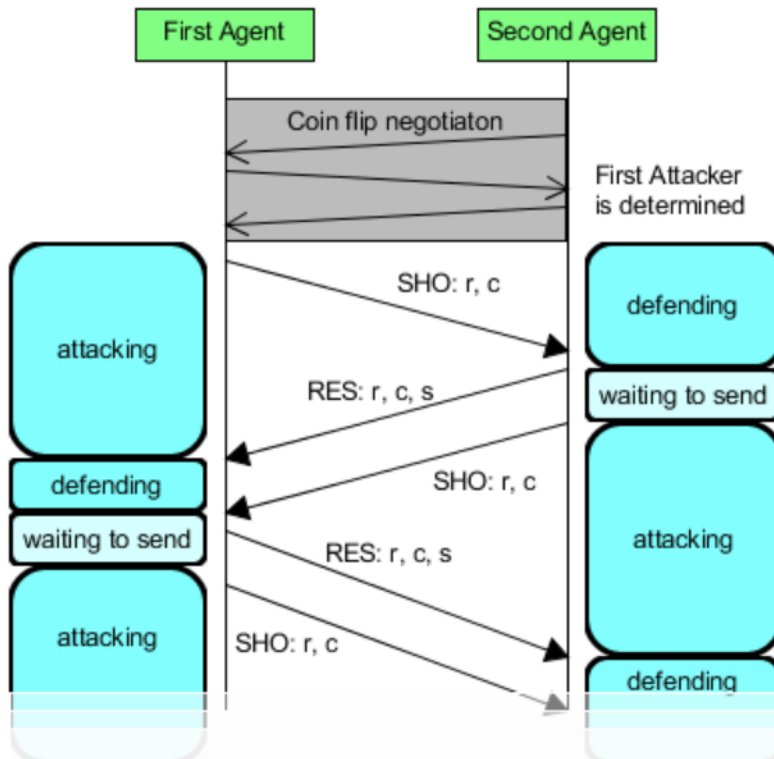 First Agent
Second Agent
Coin flip negotiaton
First Attacker
is determined
SHO: r, c
attacking
defending
RES: r, c, s
waiting to send
SHO: r, c
defending
waiting to send
RES: r, c, s
attacking
attacking
SHO: r, c
defending